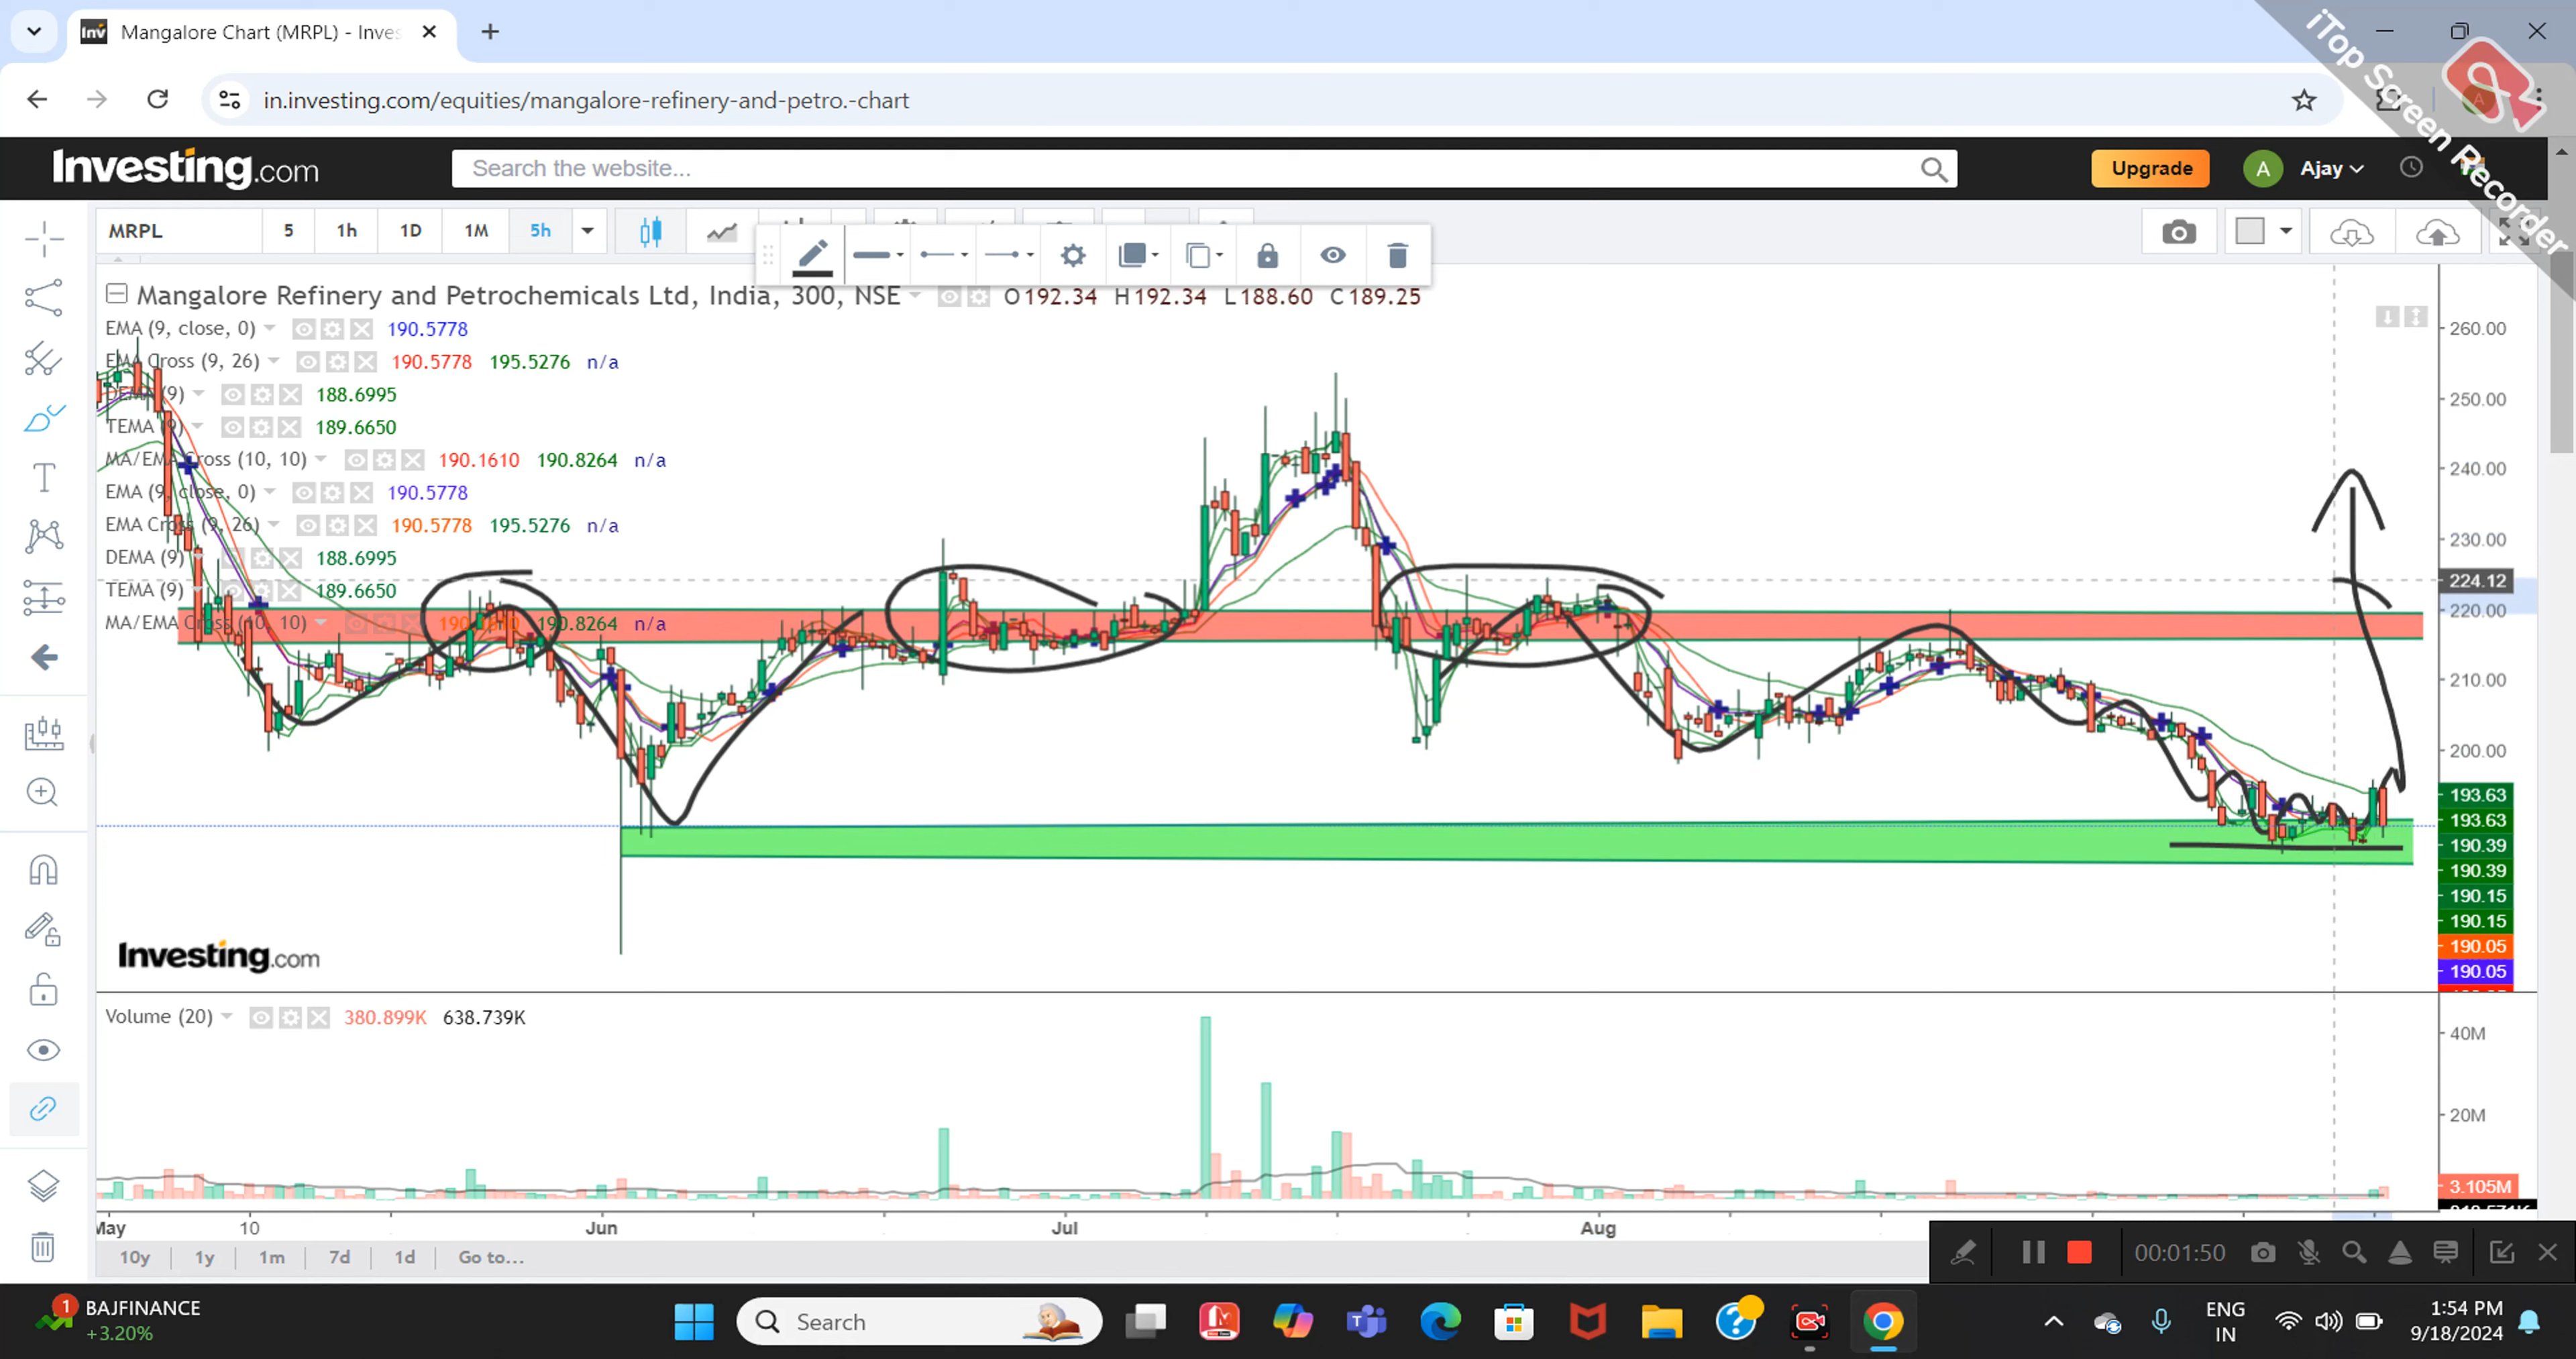 Mangalore Chart (MRPL) - Inves
in.investing.com/equities/mangalore-refinery-and-petro.-chart
iTop Screen Recorder
Investing.com
Search the website...
Upgrade
A
Ajay
MRPL
5
1h
1D
1M
5h
Mangalore Refinery and Petrochemicals Ltd, India, 300, NSE
O192.34 H192.34 L188.60 C189.25
EMA (9, close, 0) 190.5778
EMA Cross (9, 26) 190.5778 195.5276 n/a
DEMA (9) 188.6995
TEMA (9) 189.6650
MA/EMA Cross (10, 10) 190.1610 190.8264 n/a
EMA (9, close, 0) 190.5778
EMA Cross (9, 26) 190.5778 195.5276 n/a
DEMA (9) 188.6995
TEMA (9) 189.6650
MA/EMA Cross (10, 10) 190.8264 n/a
260.00
250.00
240.00
230.00
224.12
220.00
210.00
200.00
193.63
193.63
190.39
190.39
190.15
190.15
190.05
190.05
Investing.com
Volume (20) 380.899K 638.739K
40M
20M
3.105M
May
10
Jun
Jul
Aug
10y
1y
1m
7d
1d
Go to...
00:01:50
1
BAJFINANCE
+3.20%
Search
ENG
IN
1:54 PM
9/18/2024